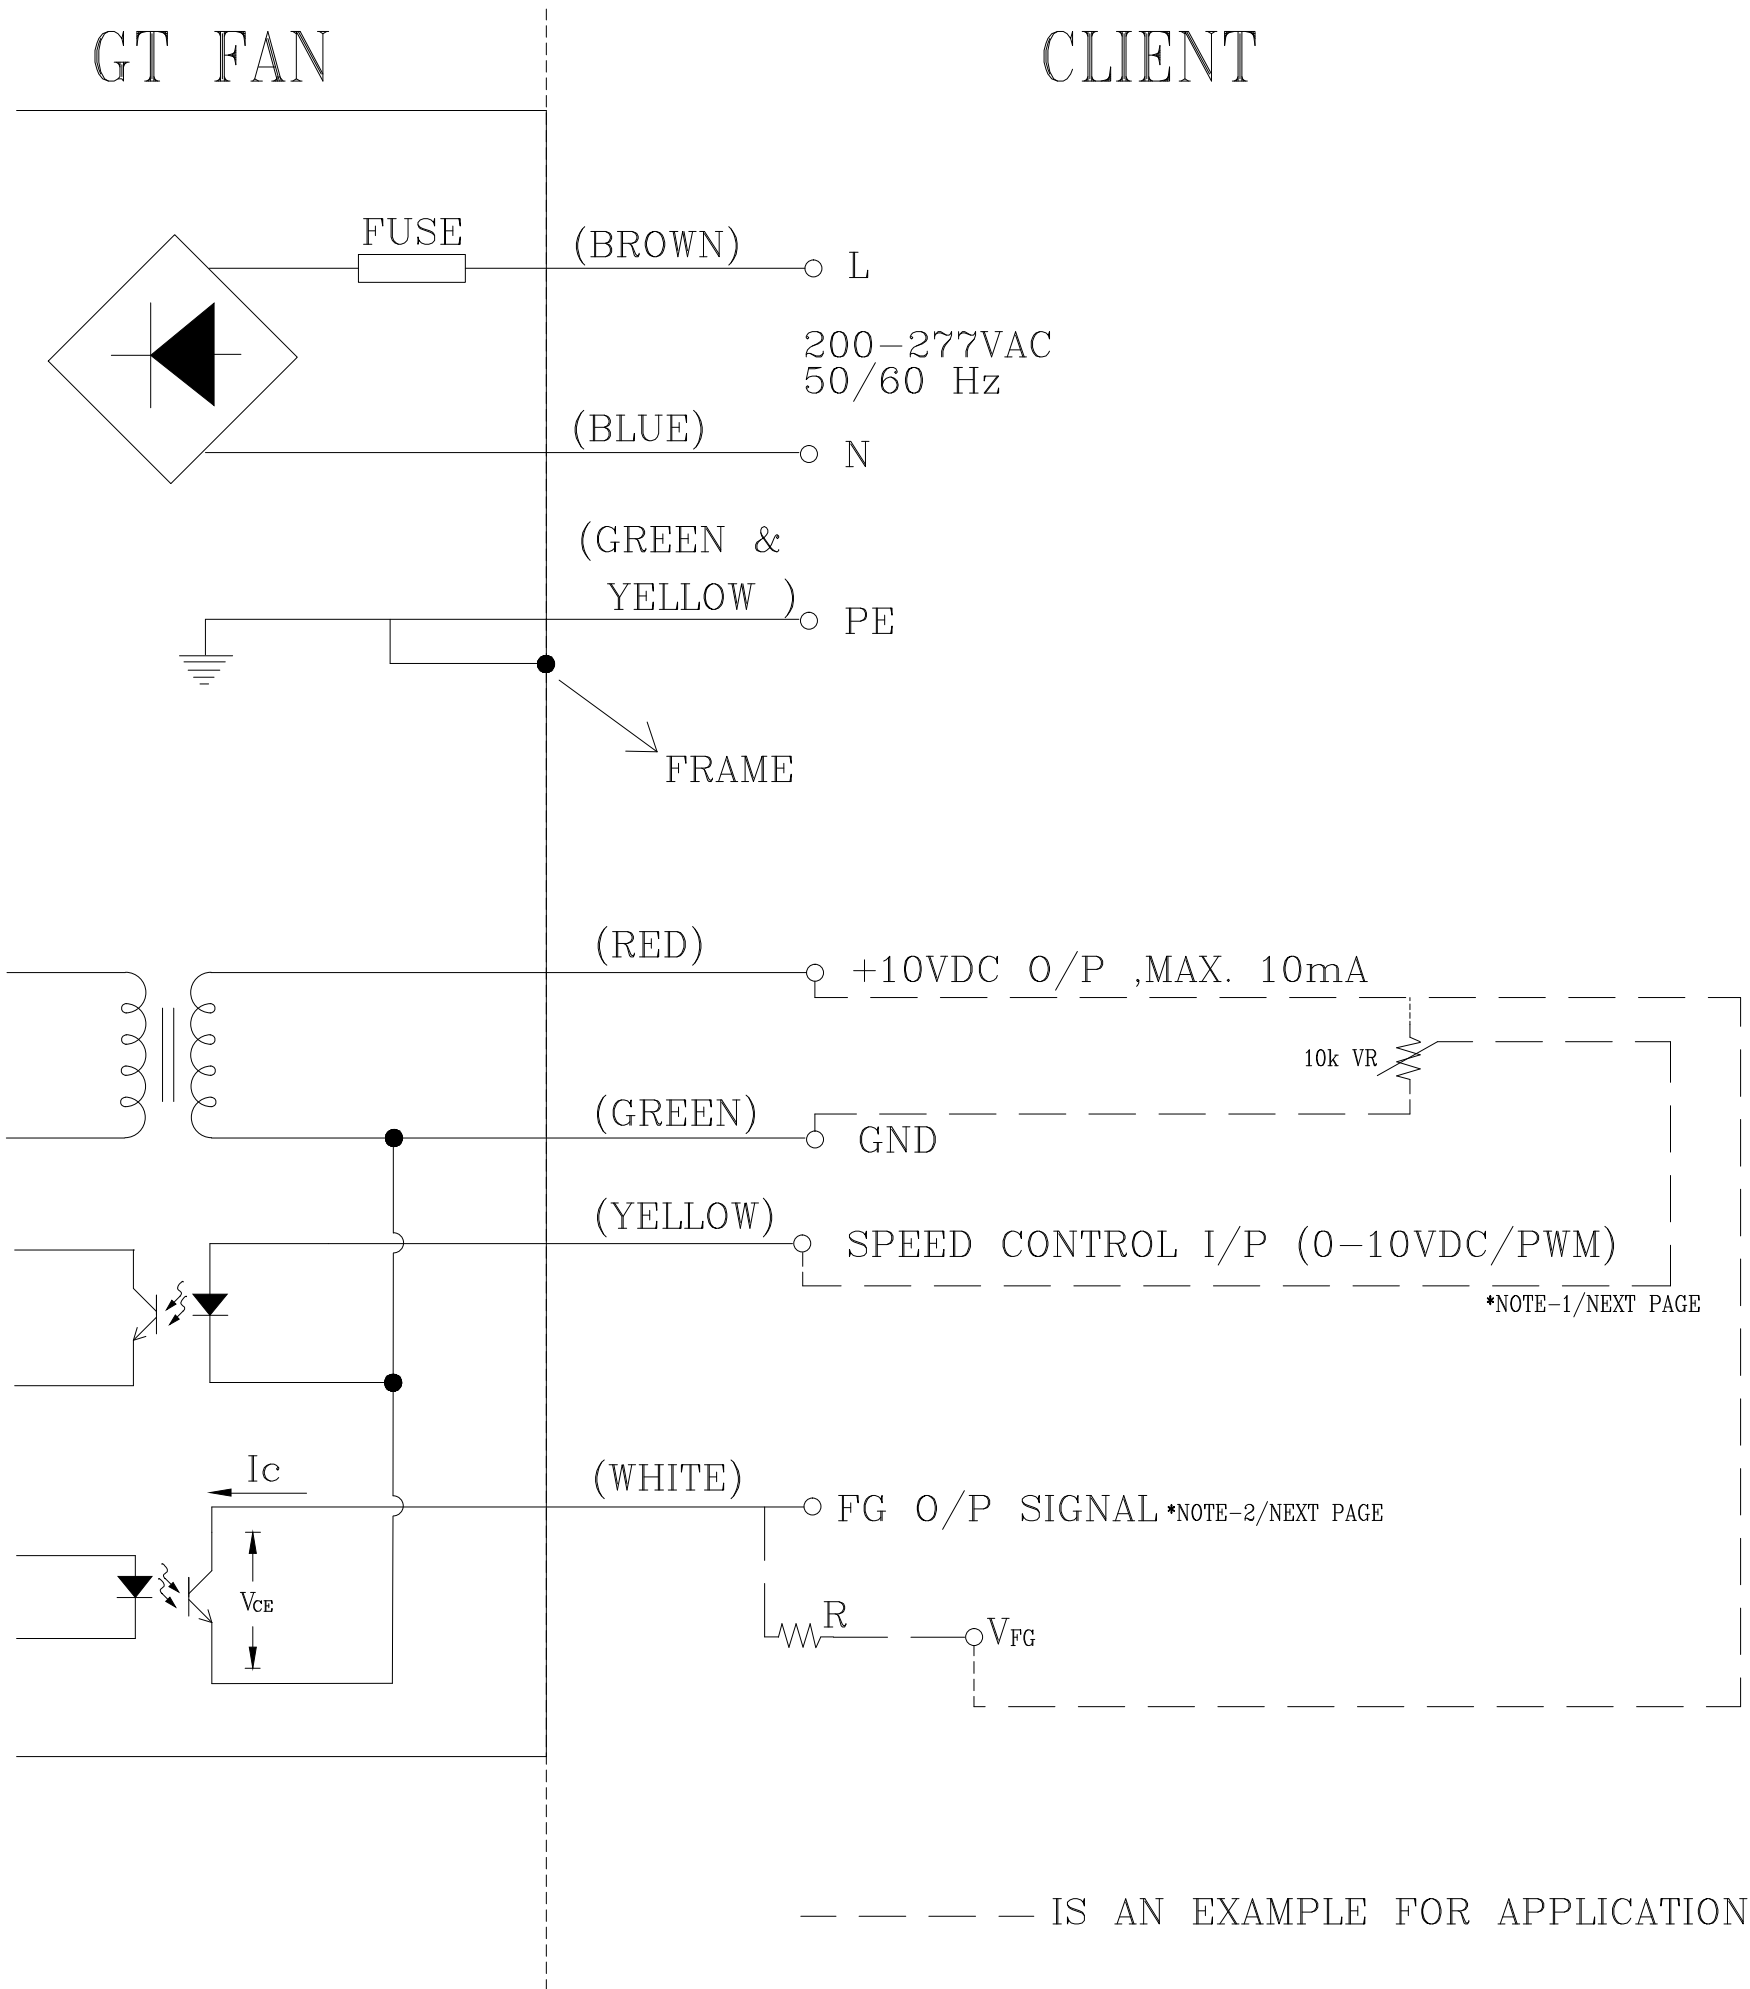 GT FAN
CLIENT
FUSE
(BROWN)
L
200-277VAC
50/60 Hz
(BLUE)
N
(GREEN &
YELLOW )
PE
FRAME
(RED)
+10VDC O/P ,MAX. 10mA
10k VR
(GREEN)
GND
(YELLOW)
SPEED CONTROL I/P (0-10VDC/PWM)
*NOTE-1/NEXT PAGE
Ic
(WHITE)
FG O/P SIGNAL *NOTE-2/NEXT PAGE
VCE
R
VFG
IS AN EXAMPLE FOR APPLICATION